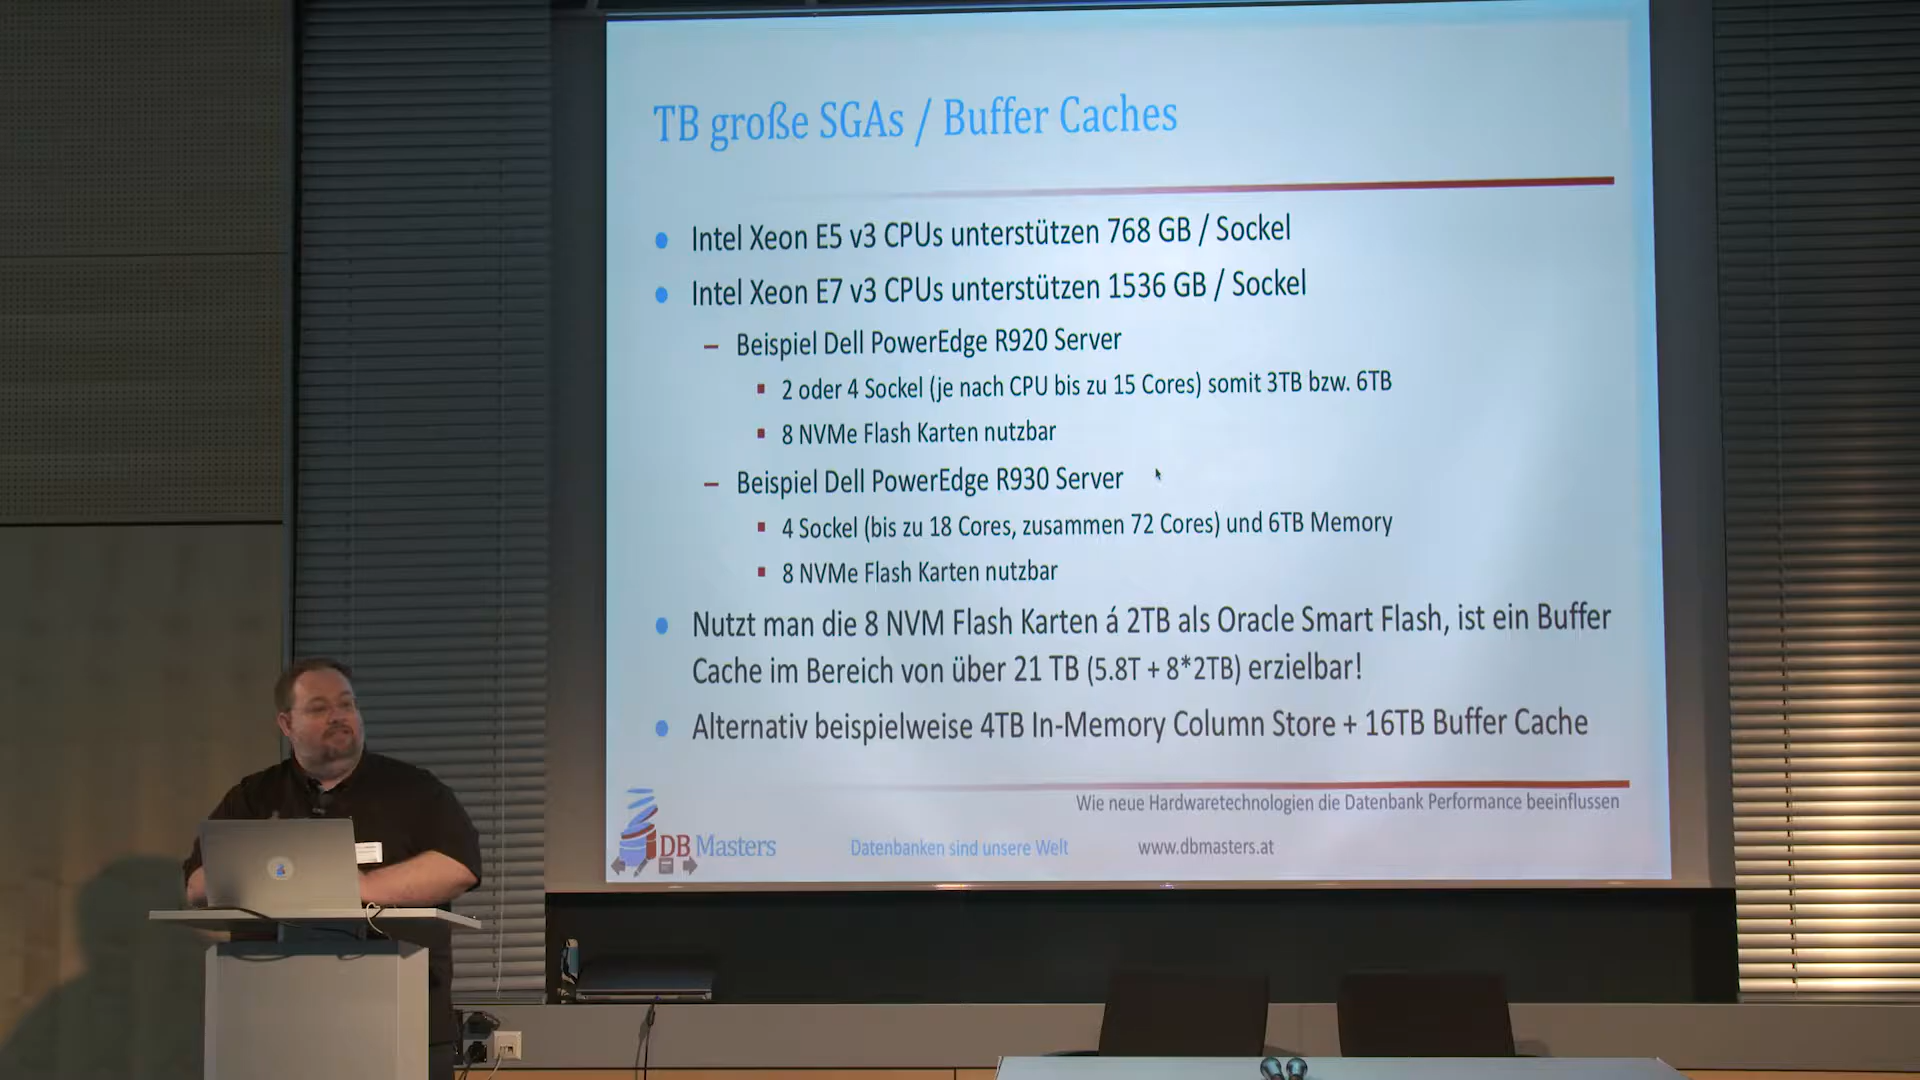 TB große SGAs / Buffer Caches
Intel Xeon E5 v3 CPUs unterstützen 768 GB / Sockel
Intel Xeon E7 v3 CPUs unterstützen 1536 GB / Sockel
Beispiel Dell PowerEdge R920 Server
2 oder 4 Sockel (je nach CPU bis zu 15 Cores) somit 3TB bzw. 6TB
8 NVMe Flash Karten nutzbar
Beispiel Dell PowerEdge R930 Server
4 Sockel (bis zu 18 Cores, zusammen 72 Cores) und 6TB Memory
8 NVMe Flash Karten nutzbar
Nutzt man die 8 NVM Flash Karten á 2TB als Oracle Smart Flash, ist ein Buffer
Cache im Bereich von über 21 TB (5.8T + 8*2TB) erzielbar!
Alternativ beispielweise 4TB In-Memory Column Store + 16TB Buffer Cache
Wie neue Hardwaretechnologien die Datenbank Performance beeinflussen
DB Masters
Datenbanken sind unsere Welt
www.dbmasters.at